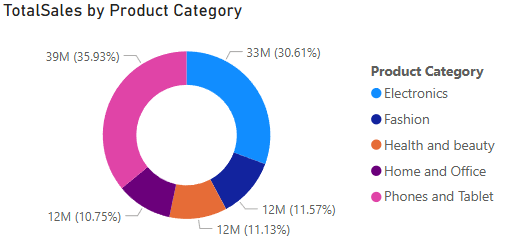 TotalSales by Product Category
39M (35.93%)
33M (30.61%)
12M (10.75%)
12M (11.57%)
12M (11.13%)
Product Category
Electronics
Fashion
Health and beauty
Home and Office
Phones and Tablet